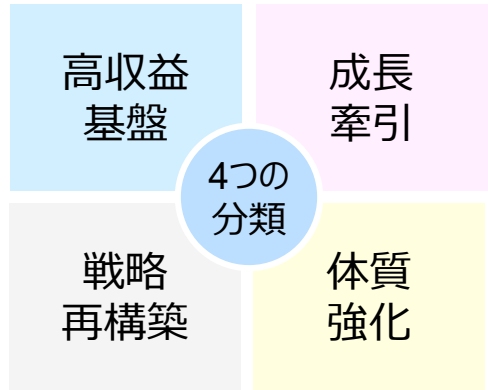 高収益
基盤
成長
牽引
4つの
分類
戦略
再構築
体質
強化